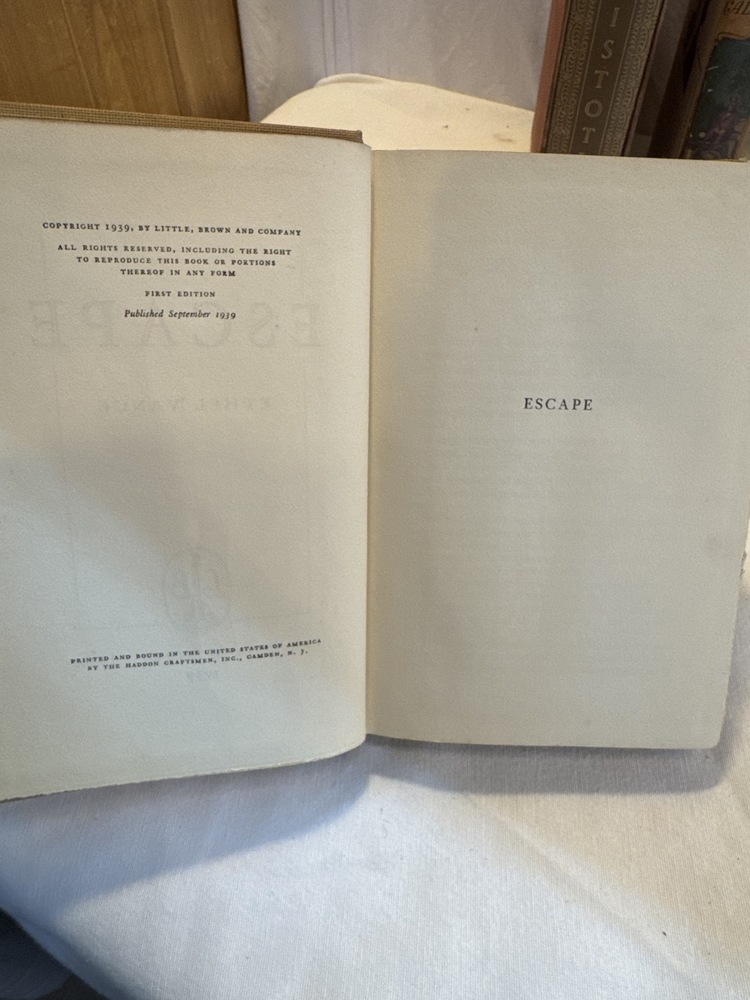 COPYRIGHT 1939, BY LITTLE, BROWN AND COMPANY
ALL RIGHTS RESERVED, INCLUDING THE RIGHT
TO REPRODUCE THIS BOOK OR PORTIONS
THEREOF IN ANY FORM
FIRST EDITION
Published September 1939
PRINTED AND BOUND IN THE UNITED STATES OF AMERICA
BY THE HADDON CRAFTSMEN, INC., CAMDEN, N. J.
ESCAPE
ISTOT